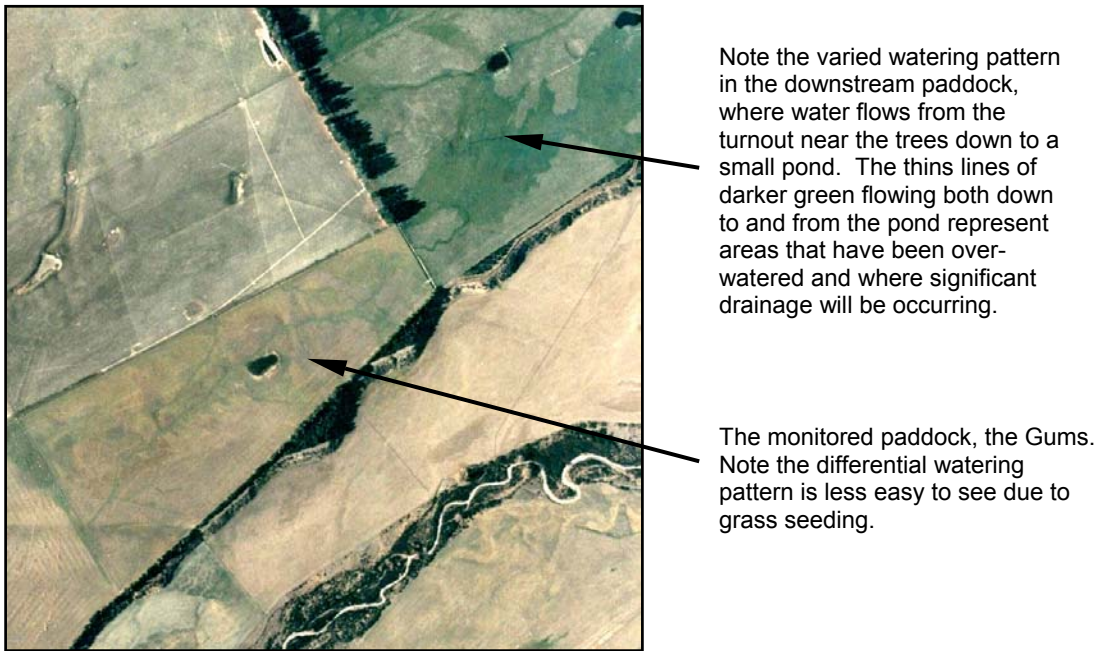 Note the varied watering pattern
in the downstream paddock,
where water flows from the
turnout near the trees down to a
small pond.  The thins lines of
darker green flowing both down
to and from the pond represent
areas that have been over-
watered and where significant
drainage will be occurring.
The monitored paddock, the Gums.
Note the differential watering
pattern is less easy to see due to
grass seeding.